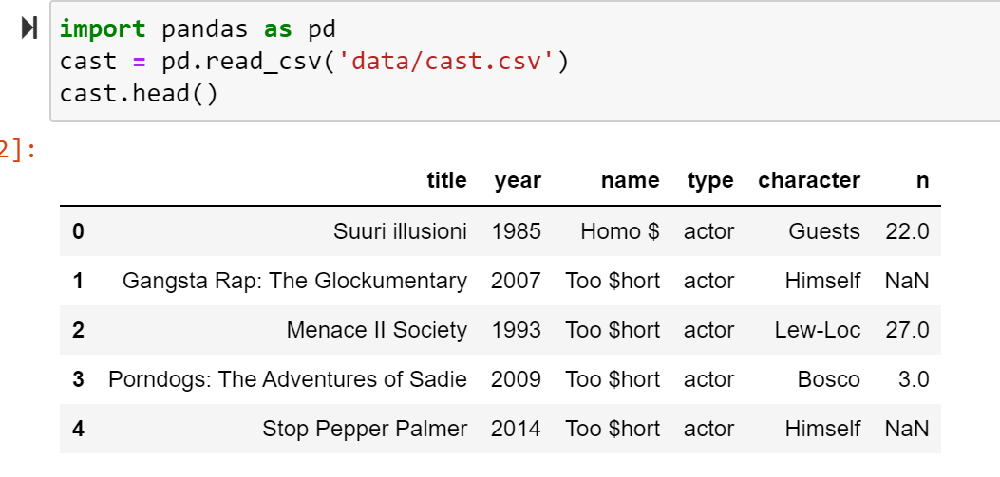 import pandas as pd
cast = pd.read_csv('data/cast.csv')
cast.head()
2]:
title year name type character n
0 Suuri illusioni 1985 Homo $ actor Guests 22.0
1 Gangsta Rap: The Glockumentary 2007 Too $hort actor Himself NaN
2 Menace II Society 1993 Too $hort actor Lew-Loc 27.0
3 Porndogs: The Adventures of Sadie 2009 Too $hort actor Bosco 3.0
4 Stop Pepper Palmer 2014 Too $hort actor Himself NaN